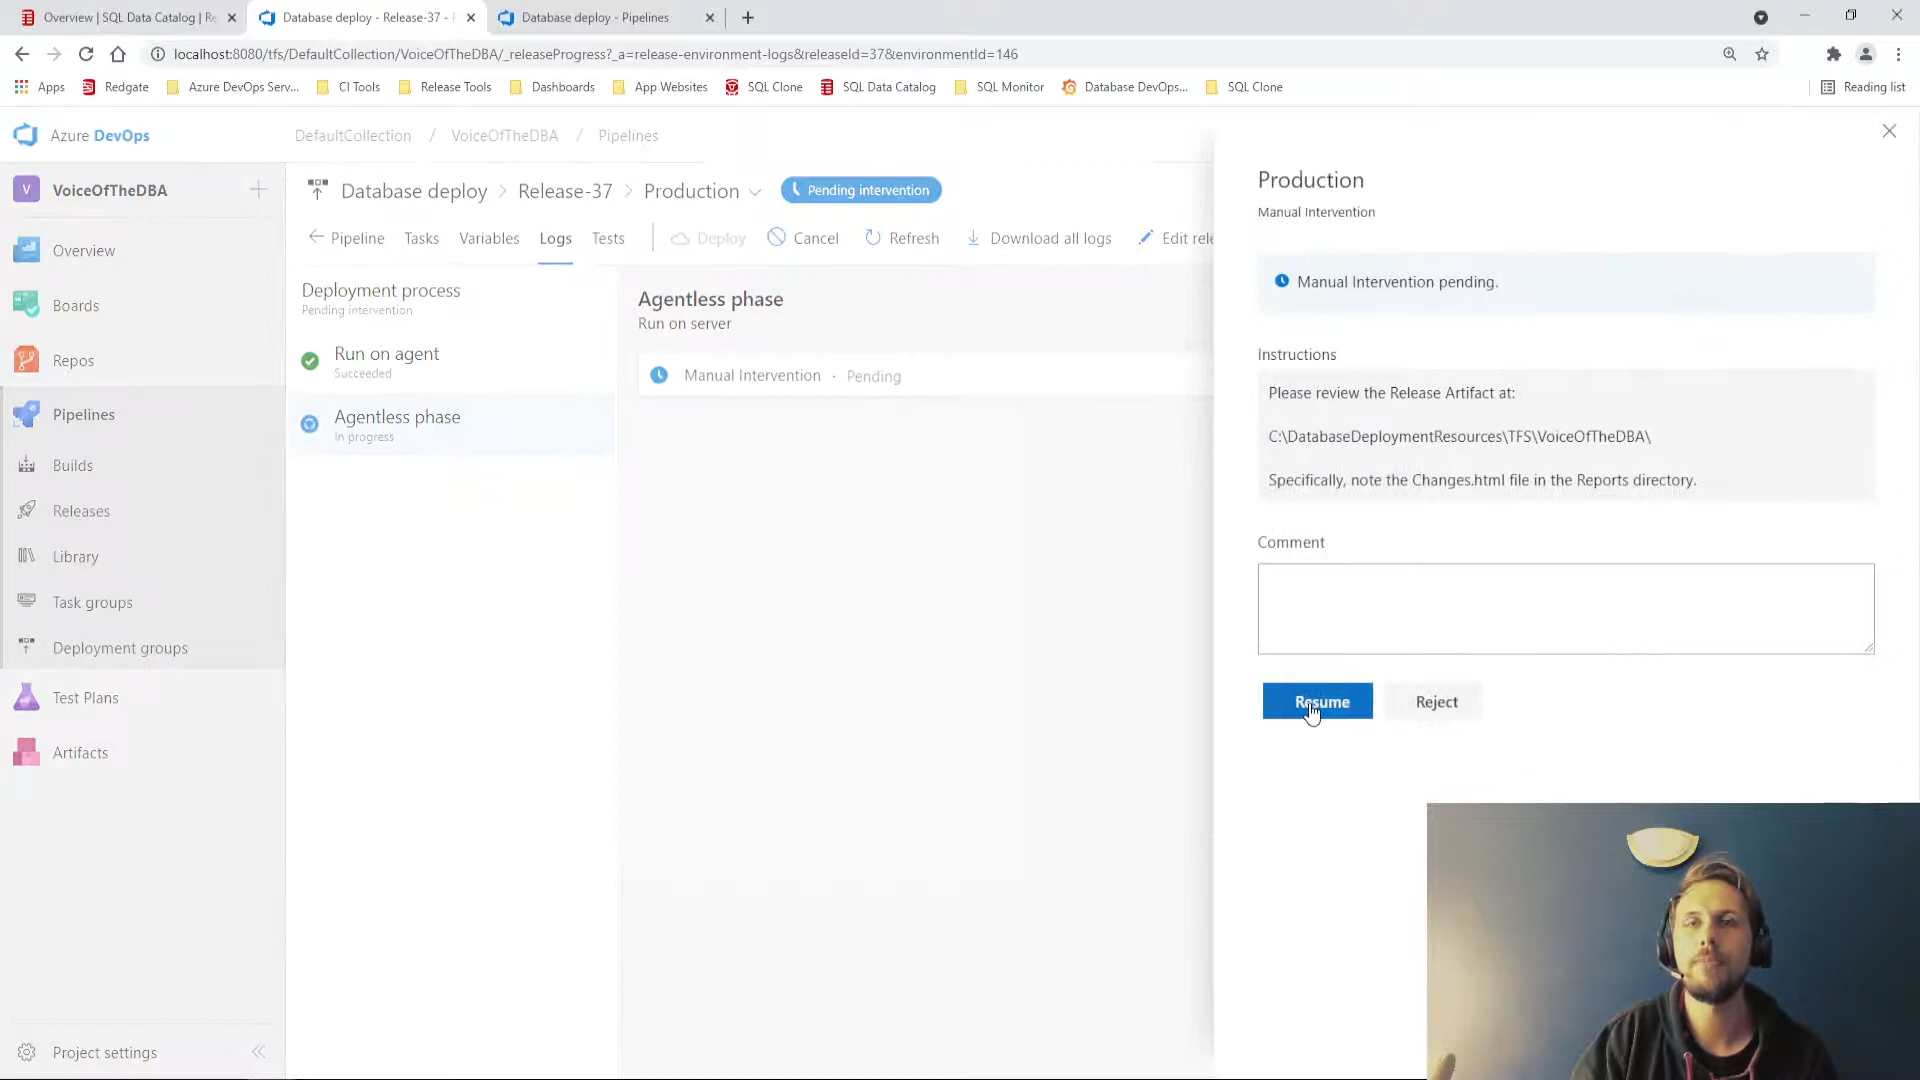 Overview | SQL Data Catalog | Re
Database deploy - Release-37 -
Database deploy - Pipelines
localhost:8080/tfs/DefaultCollection/VoiceOfTheDBA/_releaseProgress?_a=release-environment-logs&releaseId=37&environmentId=146
Apps
Redgate
Azure DevOps Serv...
CI Tools
Release Tools
Dashboards
App Websites
SQL Clone
SQL Data Catalog
SQL Monitor
Database DevOps...
SQL Clone
Reading list
Azure DevOps
DefaultCollection / VoiceOfTheDBA / Pipelines
V VoiceOfTheDBA
Overview
Boards
Repos
Pipelines
Builds
Releases
Library
Task groups
Deployment groups
Test Plans
Artifacts
Project settings
Database deploy > Release-37 > Production
Pending intervention
Pipeline
Tasks
Variables
Logs
Tests
Deploy
Cancel
Refresh
Download all logs
Edit rele
Deployment process
Pending intervention
Run on agent
Succeeded
Agentless phase
In progress
Agentless phase
Run on server
Manual Intervention · Pending
Production
Manual Intervention
Manual Intervention pending.
Instructions
Please review the Release Artifact at:
C:\DatabaseDeploymentResources\TFS\VoiceOfTheDBA\
Specifically, note the Changes.html file in the Reports directory.
Comment
Resume
Reject